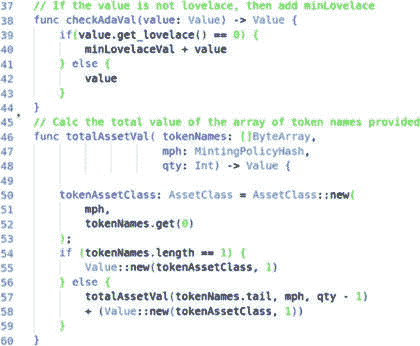 37 // If the value is not lovelace, then add minLovelace
38 func checkAdaVal(value: Value) -> Value {
39     if(value.get_lovelace() == 0) {
40         minLovelaceVal + value
41     } else {
42         value
43     }
44 }
45 // Calc the total value of the array of token names provided
46 func totalAssetVal( tokenNames: []ByteArray,
47                     mph: MintingPolicyHash,
48                     qty: Int) -> Value {
49
50     tokenAssetClass: AssetClass = AssetClass::new(
51         mph,
52         tokenNames.get(0)
53     );
54     if (tokenNames.length == 1) {
55         Value::new(tokenAssetClass, 1)
56     } else {
57         totalAssetVal(tokenNames.tail, mph, qty - 1)
58         + (Value::new(tokenAssetClass, 1))
59     }
60 }